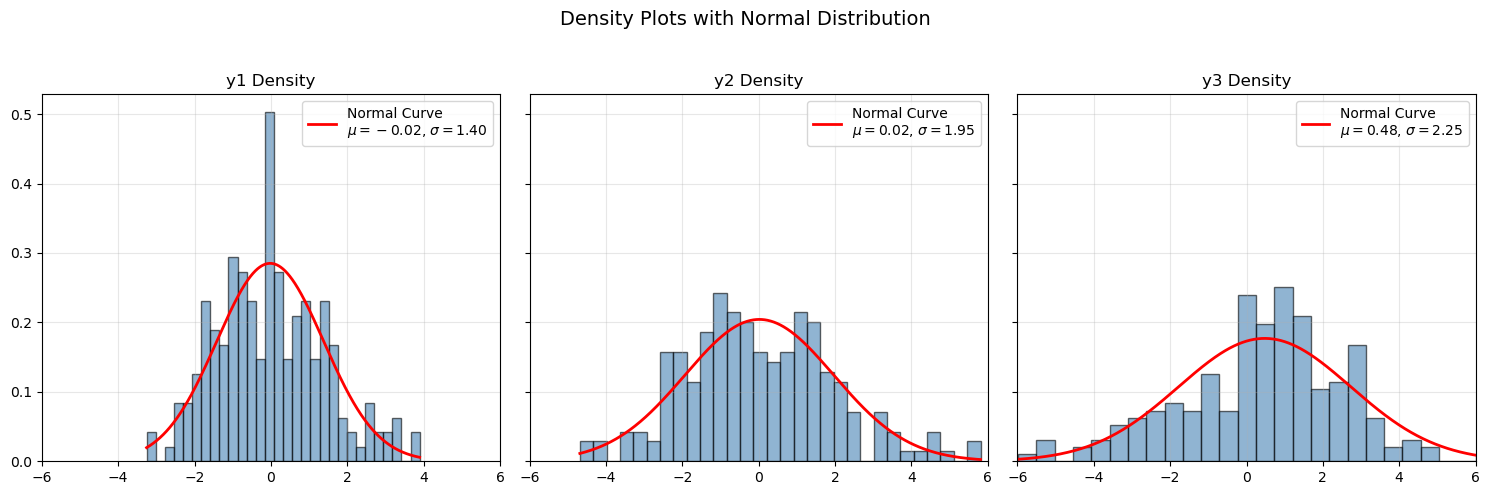 Density Plots with Normal Distribution
y1 Density
y2 Density
y3 Density
Normal Curve
μ = −0.02, σ = 1.40
Normal Curve
μ = 0.02, σ = 1.95
Normal Curve
μ = 0.48, σ = 2.25
0.5
0.4
0.3
0.2
0.1
0.0
−6 −4 −2 0 2 4 6
−6 −4 −2 0 2 4 6
−6 −4 −2 0 2 4 6